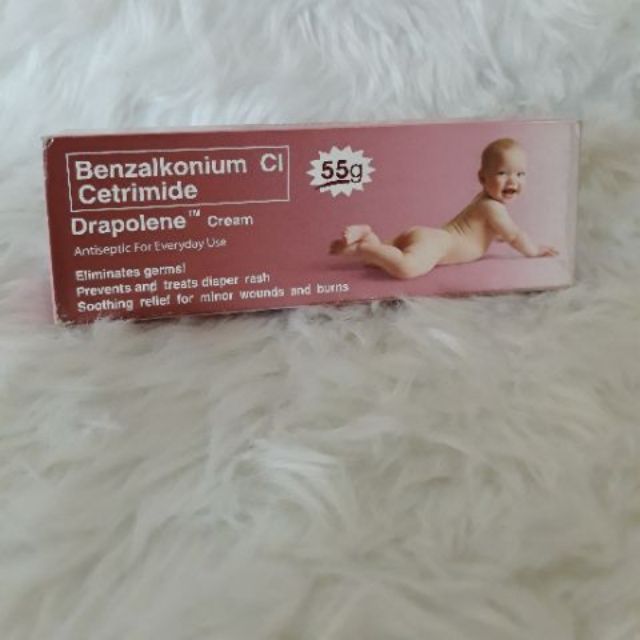 Benzalkonium Cl
Cetrimide
55g
Drapolene™ Cream
Antiseptic For Everyday Use
Eliminates germs!
Prevents and treats diaper rash
Soothing relief for minor wounds and burns